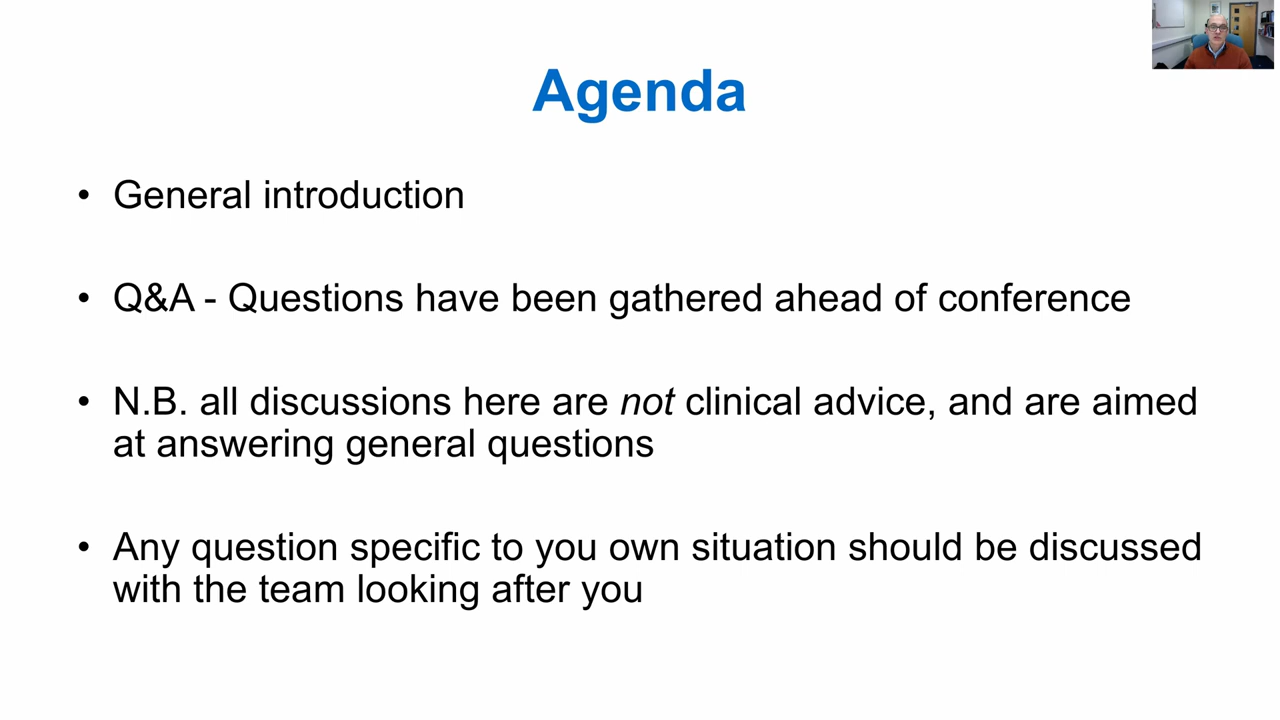 Agenda
• General introduction
• Q&A - Questions have been gathered ahead of conference
• N.B. all discussions here are not clinical advice, and are aimed
at answering general questions
• Any question specific to you own situation should be discussed
with the team looking after you